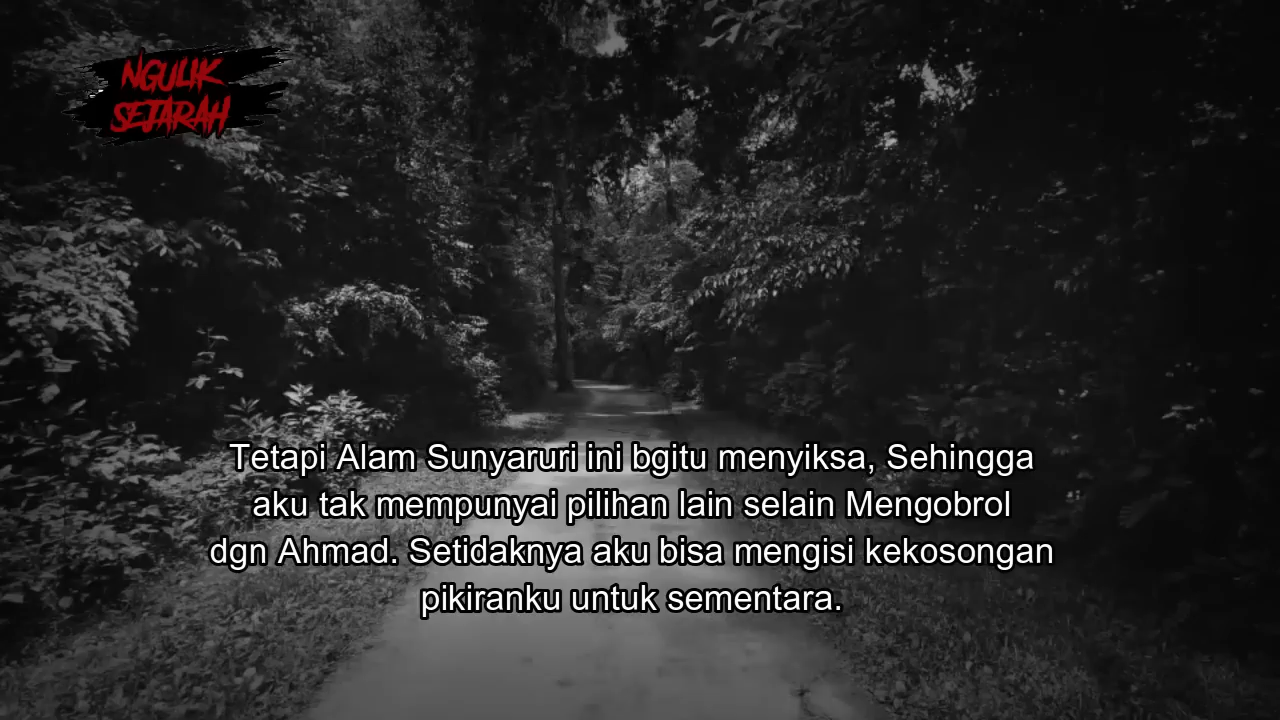 NGULIK
SEJARAH
Tetapi Alam Sunyaruri ini bgitu menyiksa, Sehingga
aku tak mempunyai pilihan lain selain Mengobrol
dgn Ahmad. Setidaknya aku bisa mengisi kekosongan
pikiranku untuk sementara.